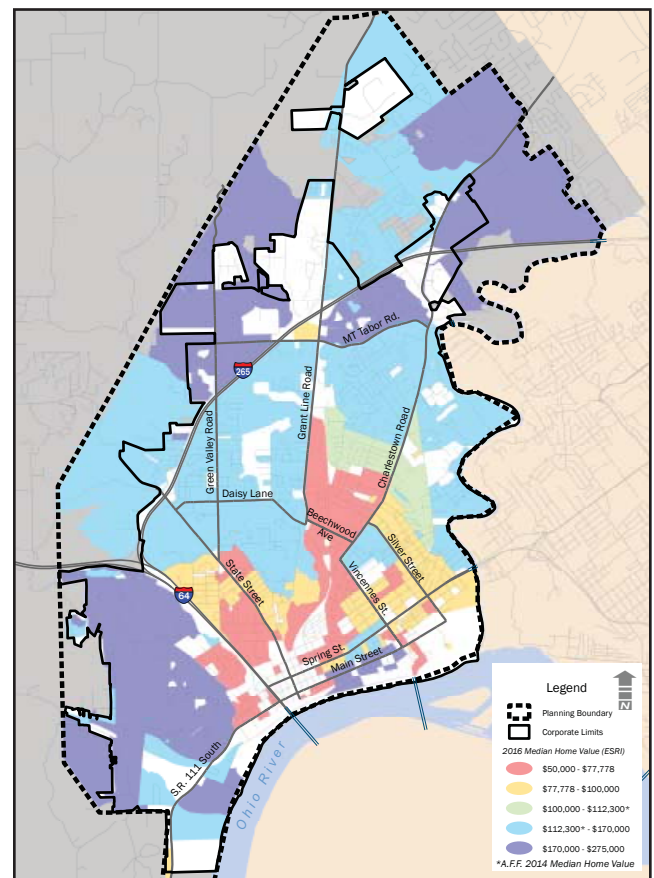 MT Tabor Rd.
265
Grant Line Road
Green Valley Road
Charlestown Road
Daisy Lane
Beechwood
Ave
Silver Street
State Street
Vincennes St.
64
Spring St.
Main Street
S.R. 111 South
Ohio River
Legend
N
Planning Boundary
Corporate Limits
2016 Median Home Value (ESRI)
$50,000 - $77,778
$77,778 - $100,000
$100,000 - $112,300*
$112,300* - $170,000
$170,000 - $275,000
*A.F.F. 2014 Median Home Value